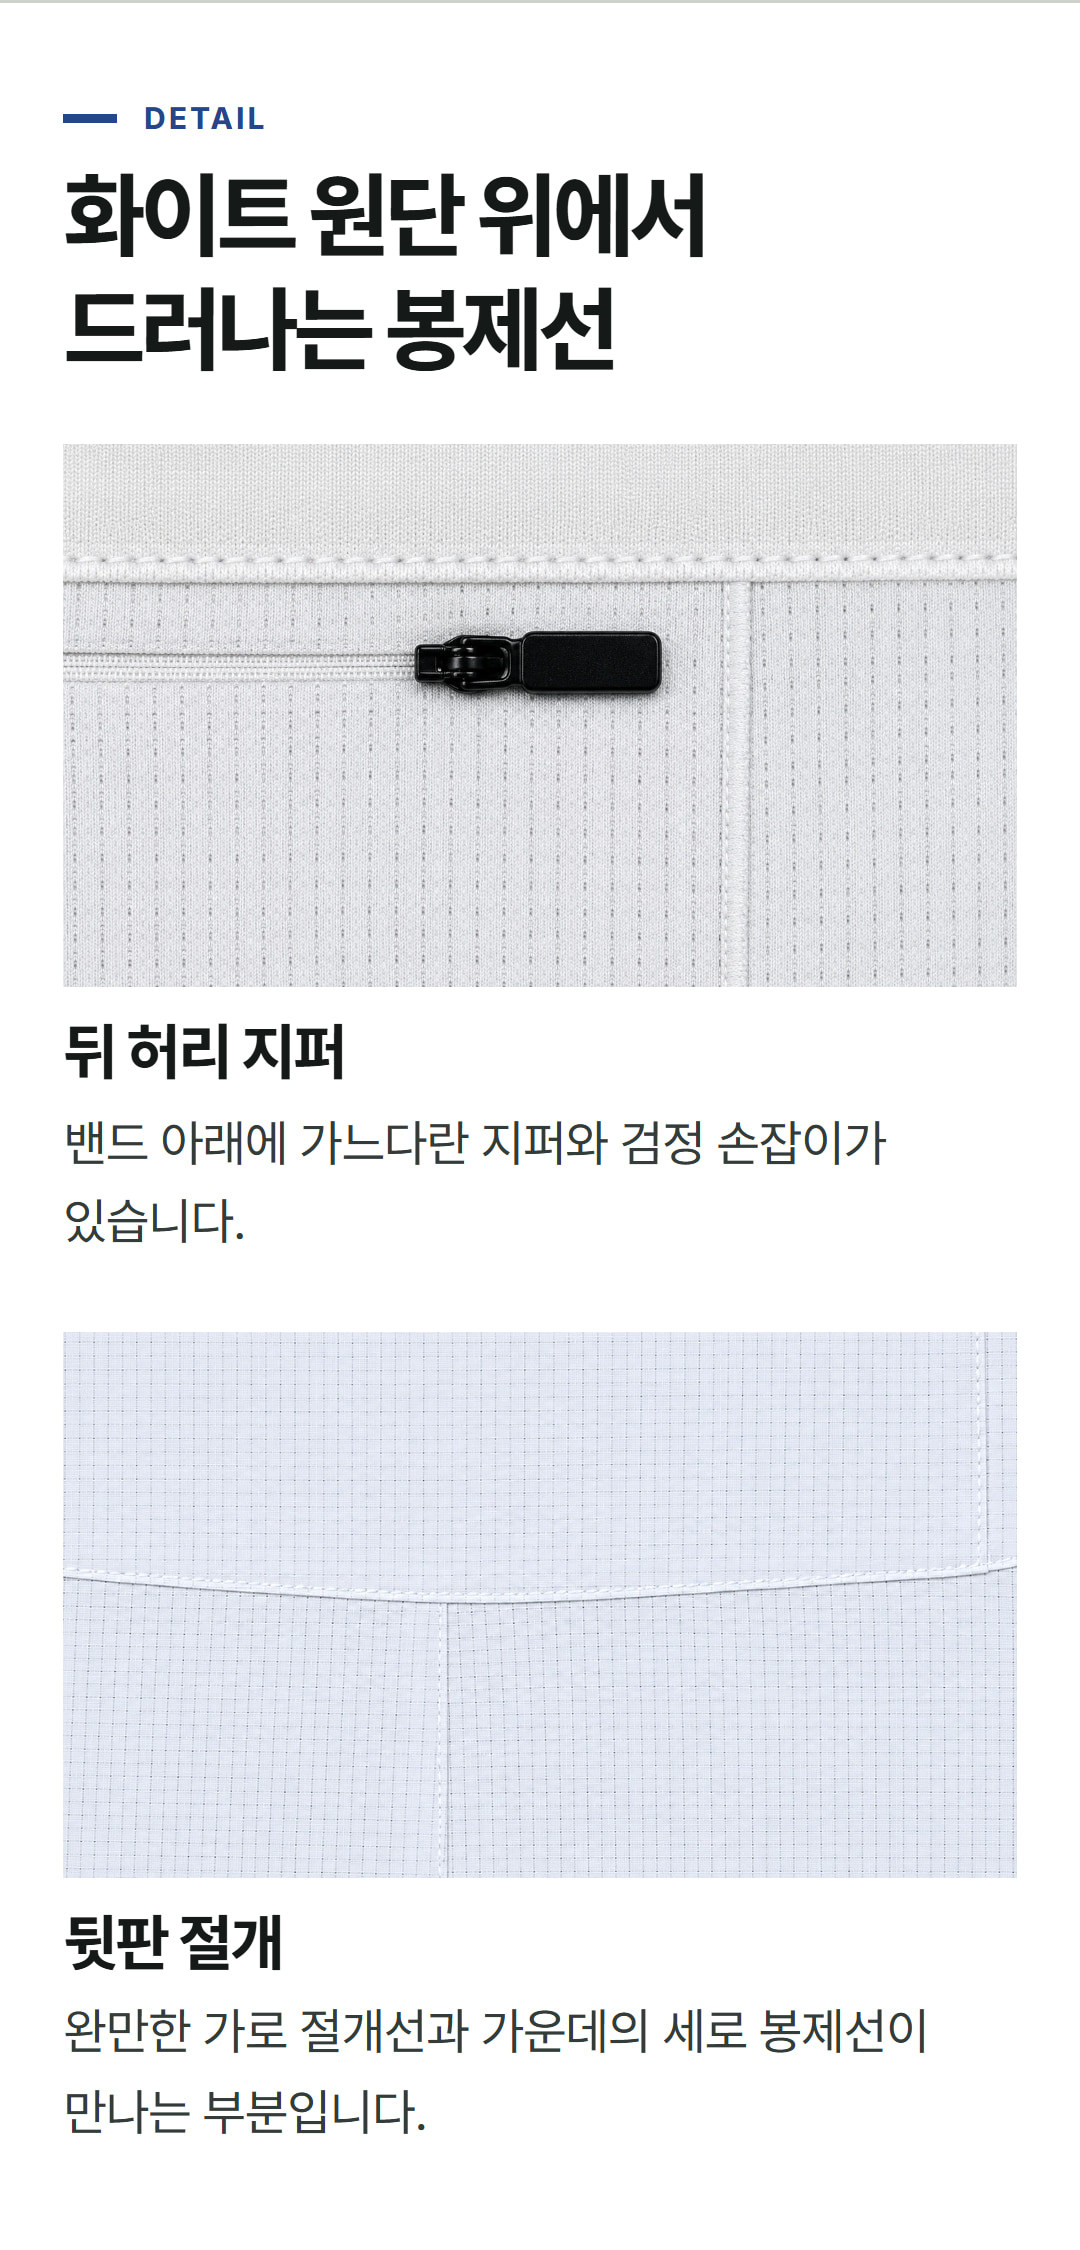 DETAIL
화이트 원단 위에서
드러나는 봉제선
뒤 허리 지퍼
밴드 아래에 가느다란 지퍼와 검정 손잡이가
있습니다.
뒷판 절개
완만한 가로 절개선과 가운데의 세로 봉제선이
만나는 부분입니다.